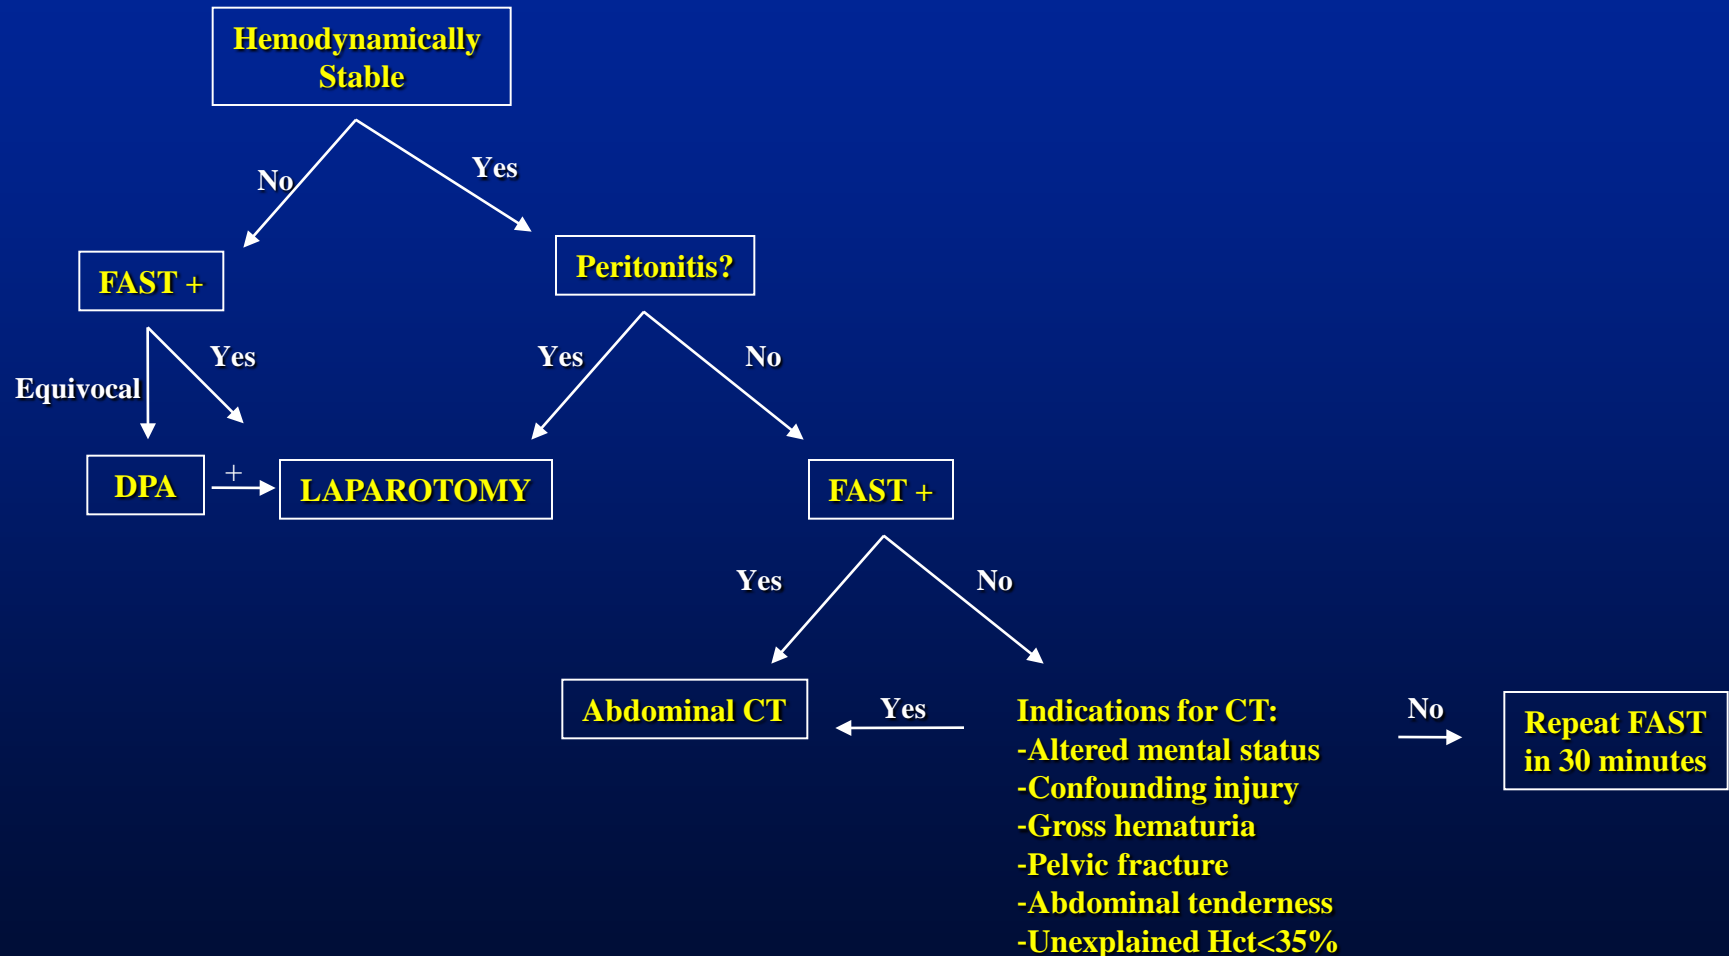 Hemodynamically
Stable
No
Yes
FAST +
Peritonitis?
Equivocal
Yes
Yes
No
DPA
+
LAPAROTOMY
FAST +
Yes
No
Abdominal CT
Yes
Indications for CT:
-Altered mental status
-Confounding injury
-Gross hematuria
-Pelvic fracture
-Abdominal tenderness
-Unexplained Hct<35%
No
Repeat FAST
in 30 minutes